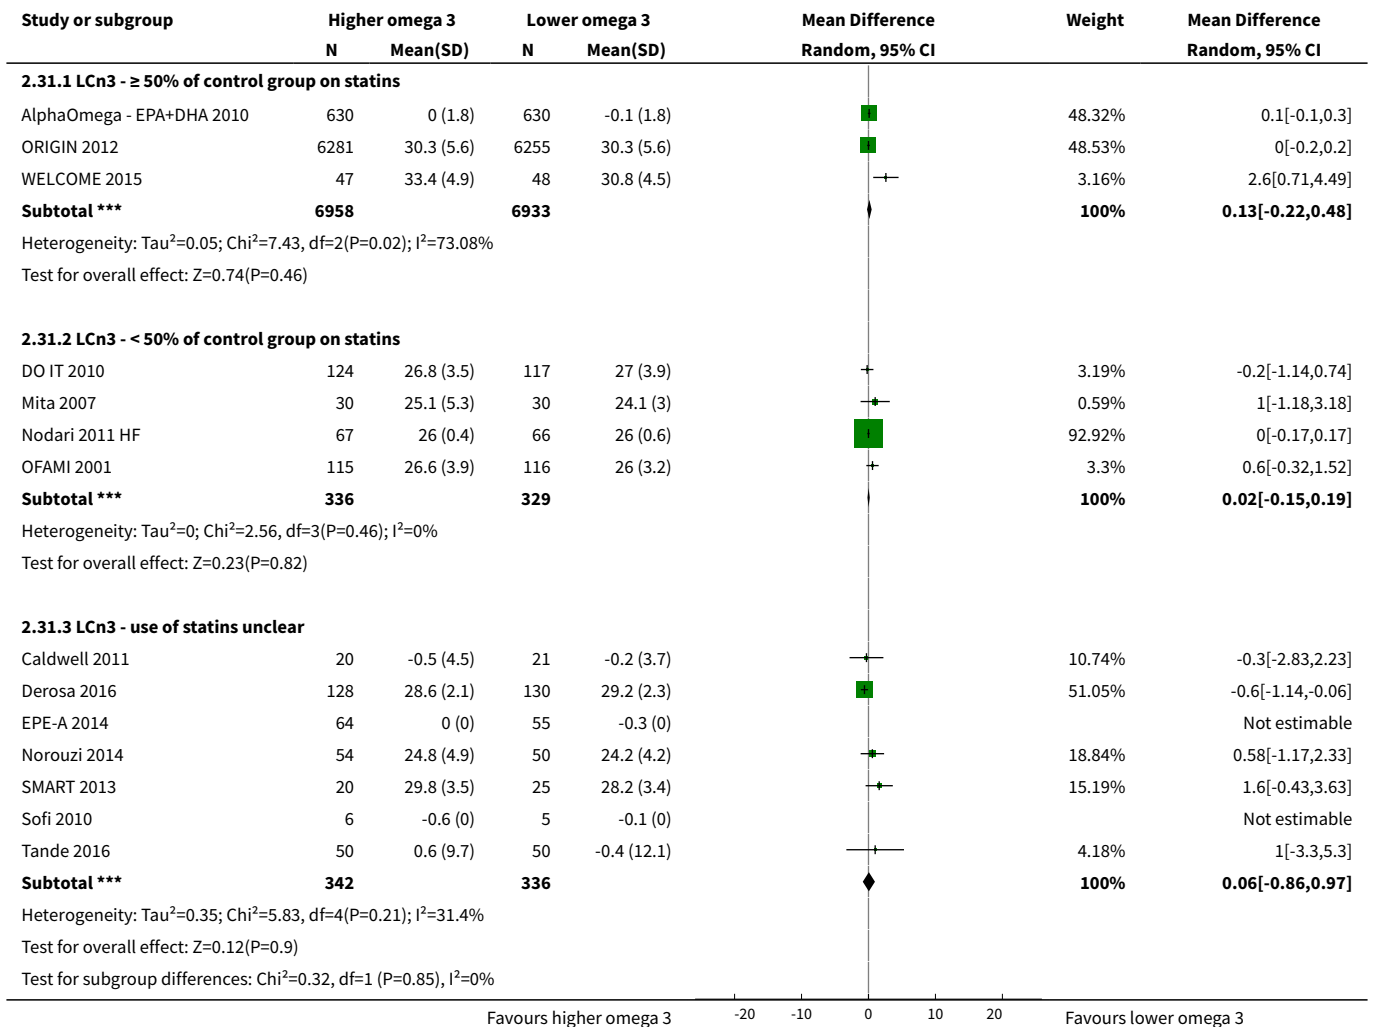 Study or subgroup Higher omega 3 Lower omega 3 Mean Difference Weight Mean Difference
N Mean(SD) N Mean(SD) Random, 95% CI Random, 95% CI
2.31.1 LCn3 - ≥ 50% of control group on statins
AlphaOmega - EPA+DHA 2010 630 0 (1.8) 630 -0.1 (1.8) 48.32% 0.1[-0.1,0.3]
ORIGIN 2012 6281 30.3 (5.6) 6255 30.3 (5.6) 48.53% 0[-0.2,0.2]
WELCOME 2015 47 33.4 (4.9) 48 30.8 (4.5) 3.16% 2.6[0.71,4.49]
Subtotal *** 6958 6933 100% 0.13[-0.22,0.48]
Heterogeneity: Tau²=0.05; Chi²=7.43, df=2(P=0.02); I²=73.08%
Test for overall effect: Z=0.74(P=0.46)
2.31.2 LCn3 - < 50% of control group on statins
DO IT 2010 124 26.8 (3.5) 117 27 (3.9) 3.19% -0.2[-1.14,0.74]
Mita 2007 30 25.1 (5.3) 30 24.1 (3) 0.59% 1[-1.18,3.18]
Nodari 2011 HF 67 26 (0.4) 66 26 (0.6) 92.92% 0[-0.17,0.17]
OFAMI 2001 115 26.6 (3.9) 116 26 (3.2) 3.3% 0.6[-0.32,1.52]
Subtotal *** 336 329 100% 0.02[-0.15,0.19]
Heterogeneity: Tau²=0; Chi²=2.56, df=3(P=0.46); I²=0%
Test for overall effect: Z=0.23(P=0.82)
2.31.3 LCn3 - use of statins unclear
Caldwell 2011 20 -0.5 (4.5) 21 -0.2 (3.7) 10.74% -0.3[-2.83,2.23]
Derosa 2016 128 28.6 (2.1) 130 29.2 (2.3) 51.05% -0.6[-1.14,-0.06]
EPE-A 2014 64 0 (0) 55 -0.3 (0) Not estimable
Norouzi 2014 54 24.8 (4.9) 50 24.2 (4.2) 18.84% 0.58[-1.17,2.33]
SMART 2013 20 29.8 (3.5) 25 28.2 (3.4) 15.19% 1.6[-0.43,3.63]
Sofi 2010 6 -0.6 (0) 5 -0.1 (0) Not estimable
Tande 2016 50 0.6 (9.7) 50 -0.4 (12.1) 4.18% 1[-3.3,5.3]
Subtotal *** 342 336 100% 0.06[-0.86,0.97]
Heterogeneity: Tau²=0.35; Chi²=5.83, df=4(P=0.21); I²=31.4%
Test for overall effect: Z=0.12(P=0.9)
Test for subgroup differences: Chi²=0.32, df=1 (P=0.85), I²=0%
Favours higher omega 3 -20 -10 0 10 20 Favours lower omega 3